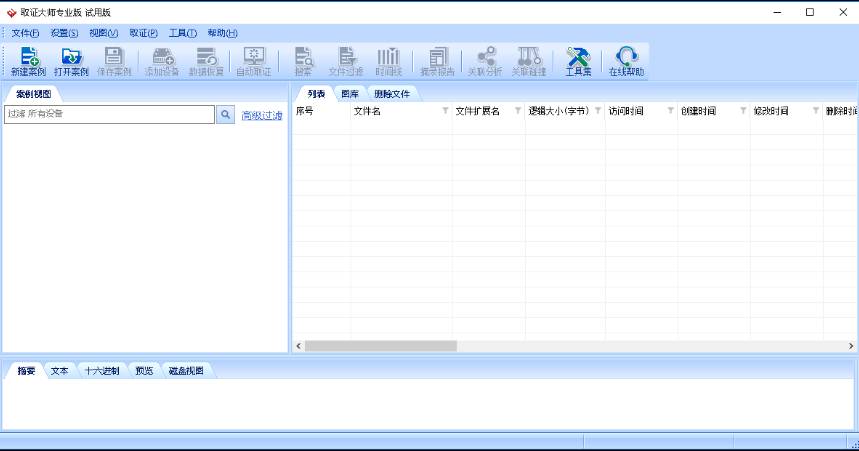 取证大师专业版 试用版
文件(F) 设置(S) 视图(V) 取证(P) 工具(T) 帮助(H)
新建案例 打开案例 保存案例 添加设备 数据恢复 自动取证 搜索 文件过滤 时间线 摘录报告 关联分析 关联碰撞 工具集 在线帮助
案例视图
过滤 所有设备 高级过滤
列表 图库 删除文件
序号 文件名 文件扩展名 逻辑大小(字节) 访问时间 创建时间 修改时间 删除时间
摘要 文本 十六进制 预览 磁盘视图